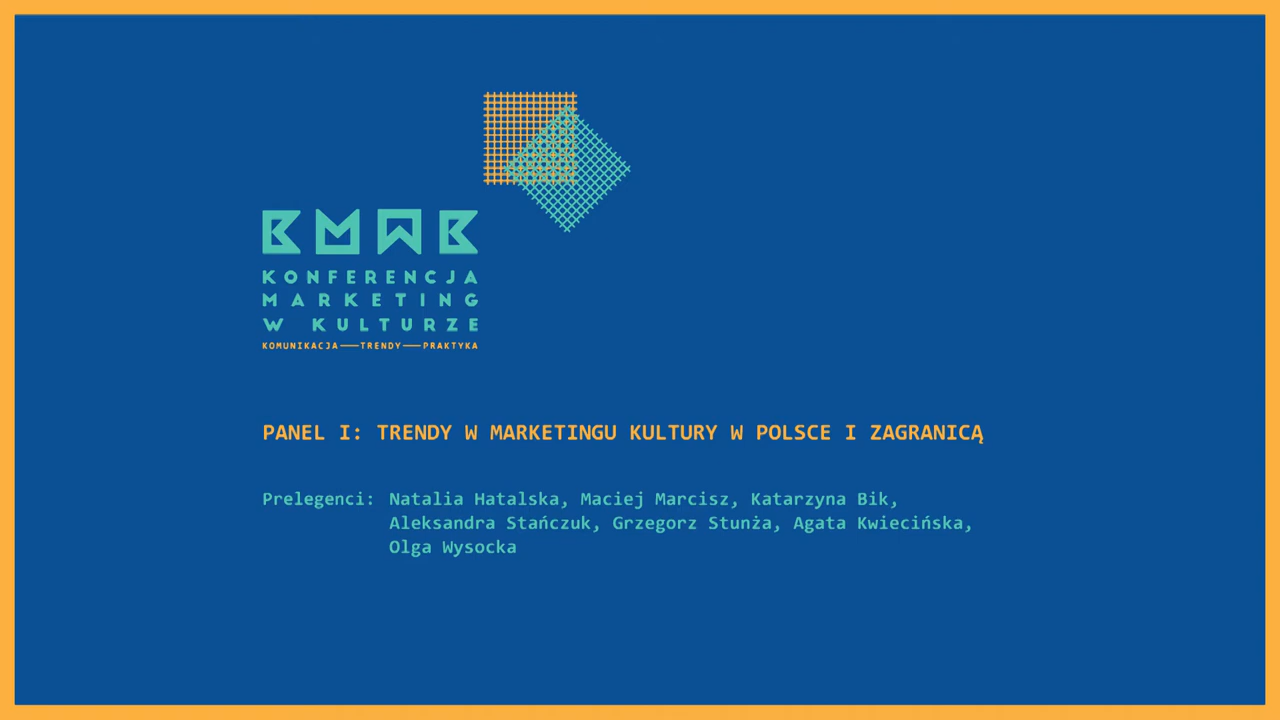 KMWK
KONFERENCJA
MARKETING
W KULTURZE
KOMUNIKACJA—TRENDY—PRAKTYKA
PANEL I: TRENDY W MARKETINGU KULTURY W POLSCE I ZAGRANICĄ
Prelegenci: Natalia Hatalska, Maciej Marcisz, Katarzyna Bik,
Aleksandra Stańczuk, Grzegorz Stunża, Agata Kwiecińska,
Olga Wysocka